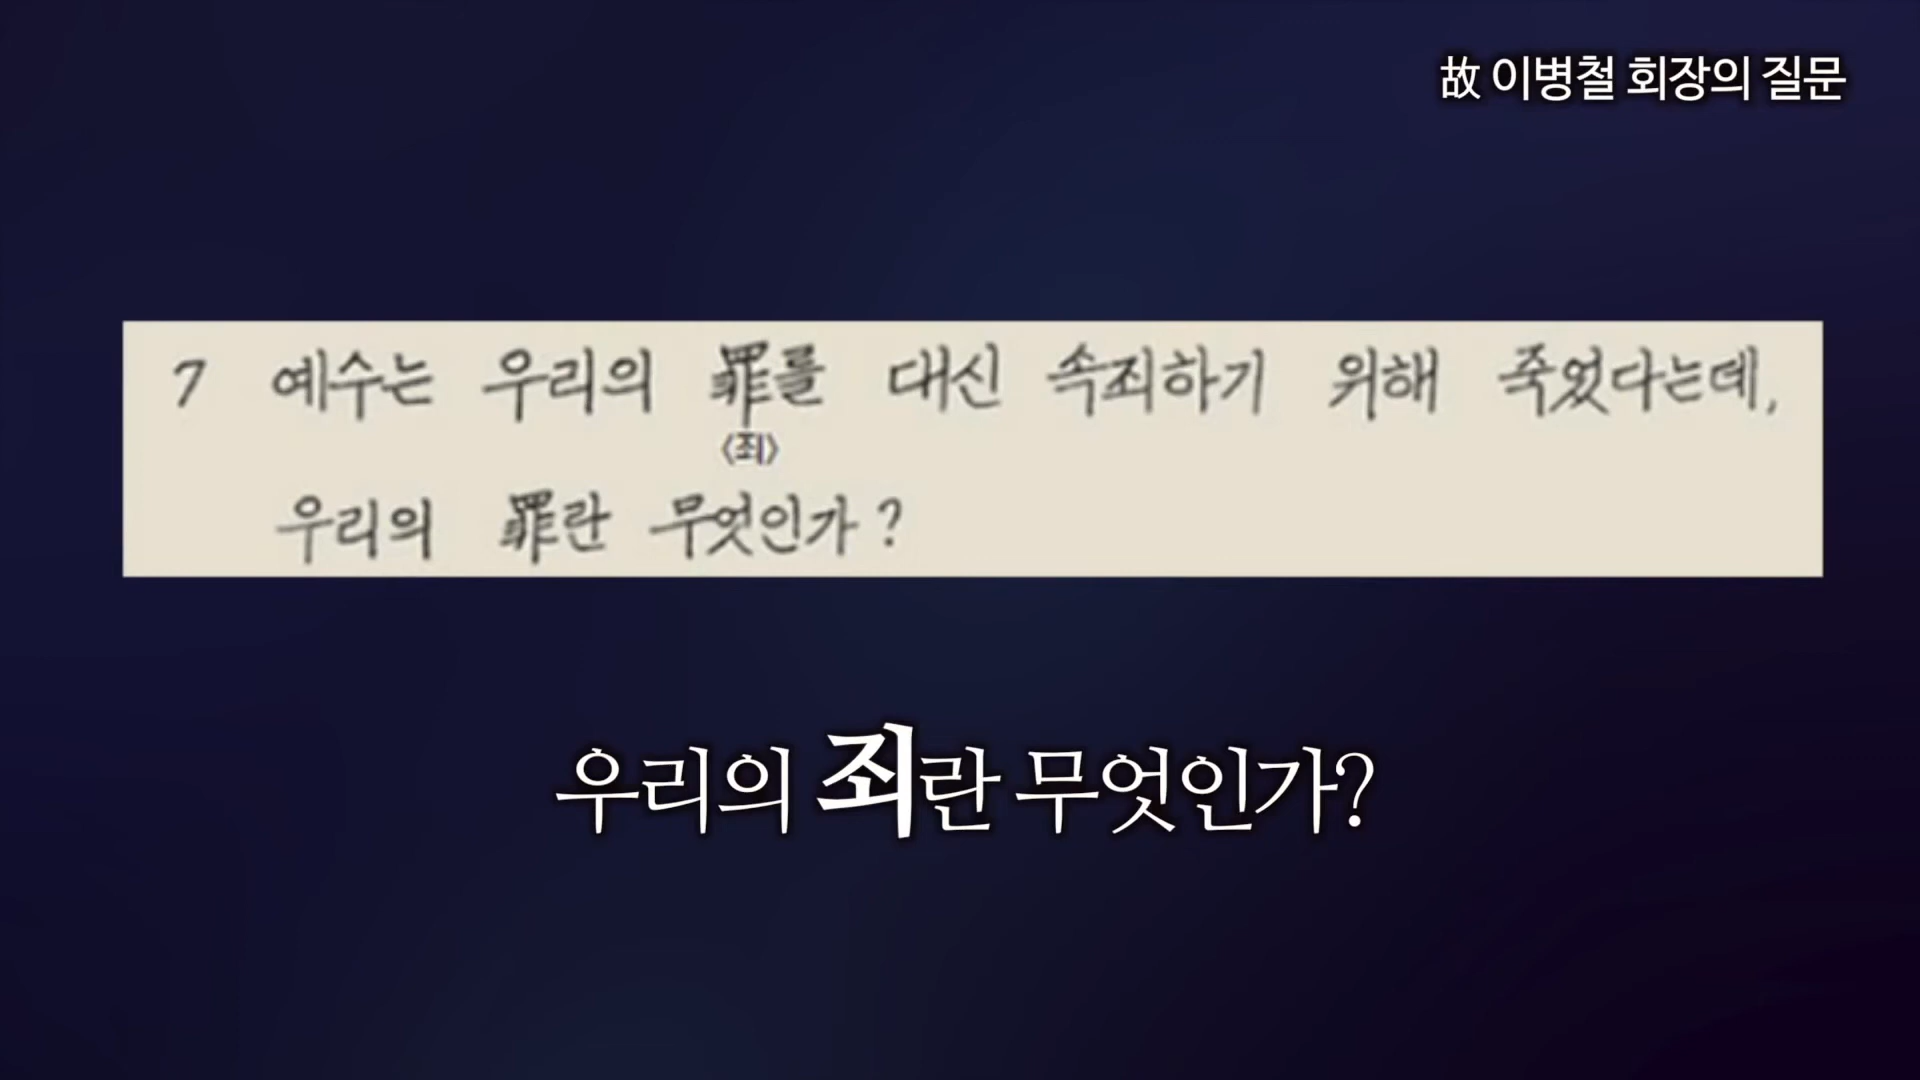 故 이병철 회장의 질문
7 예수는 우리의 罪를 대신 속죄하기 위해 죽었다는데,
〈죄〉
우리의 罪란 무엇인가?
우리의 죄란 무엇인가?